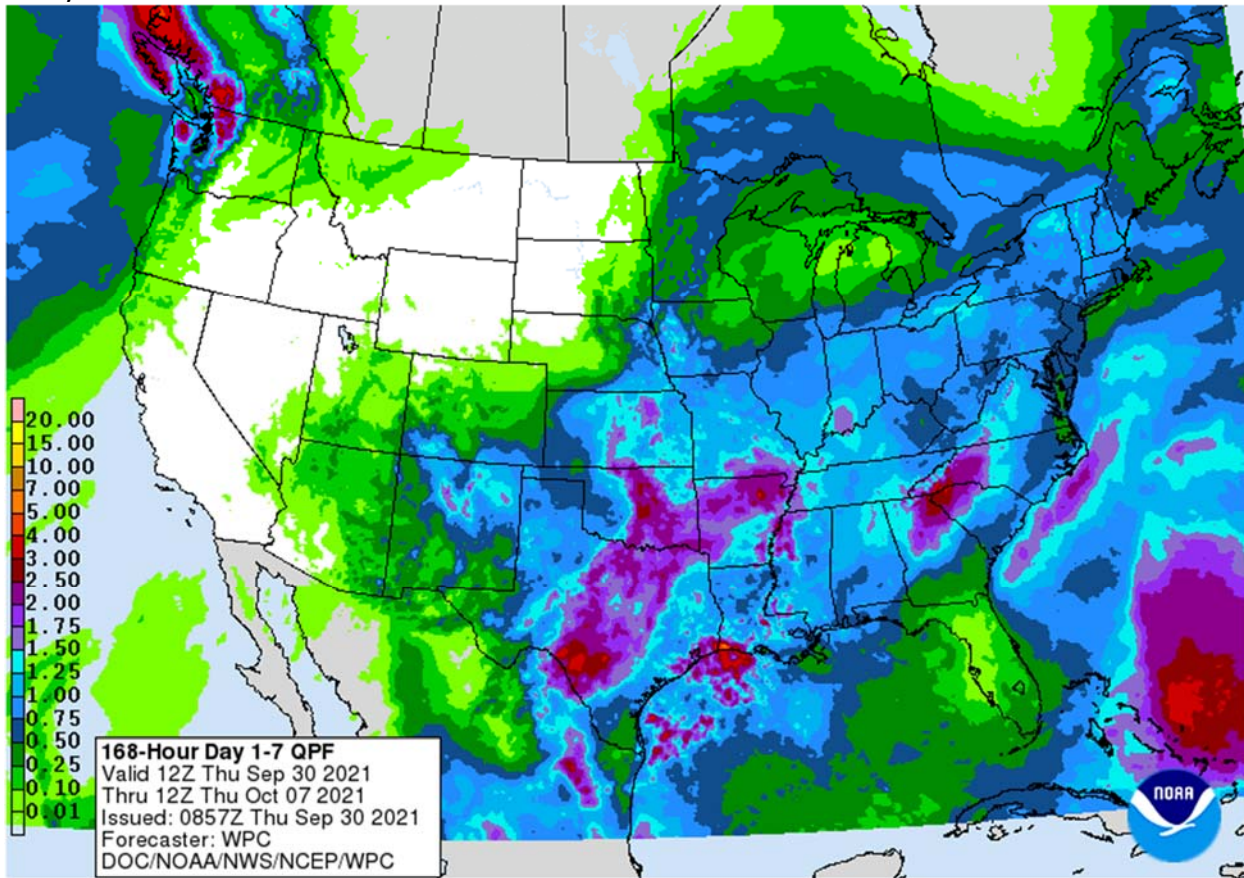 20.00
15.00
10.00
7.00
5.00
4.00
3.00
2.50
2.00
1.75
1.50
1.25
1.00
0.75
0.50
0.25
0.10
0.01
168-Hour Day 1-7 QPF
Valid 12Z Thu Sep 30 2021
Thru 12Z Thu Oct 07 2021
Issued: 0857Z Thu Sep 30 2021
Forecaster: WPC
DOC/NOAA/NWS/NCEP/WPC
NOAA